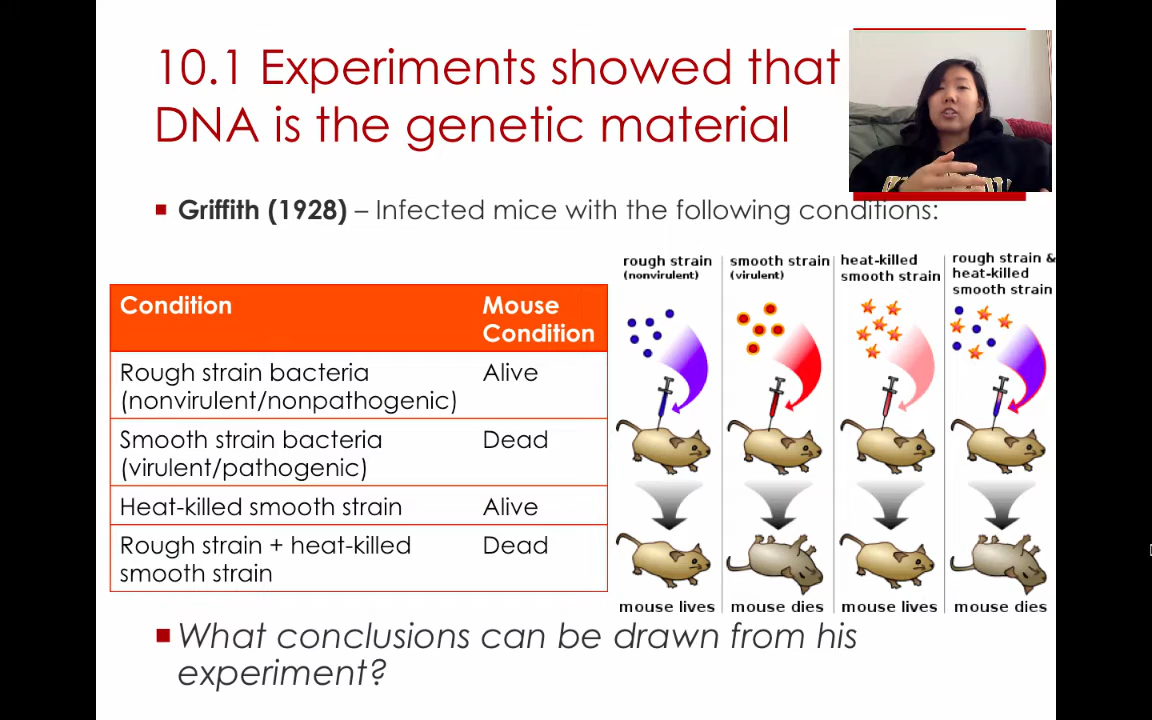 10.1 Experiments showed that
DNA is the genetic material
Griffith (1928) – Infected mice with the following conditions:
Condition
Mouse
Condition
Rough strain bacteria
(nonvirulent/nonpathogenic)
Alive
Smooth strain bacteria
(virulent/pathogenic)
Dead
Heat-killed smooth strain
Alive
Rough strain + heat-killed
smooth strain
Dead
rough strain
(nonvirulent)
smooth strain
(virulent)
heat-killed
smooth strain
rough strain &
heat-killed
smooth strain
mouse lives
mouse dies
mouse lives
mouse dies
What conclusions can be drawn from his
experiment?